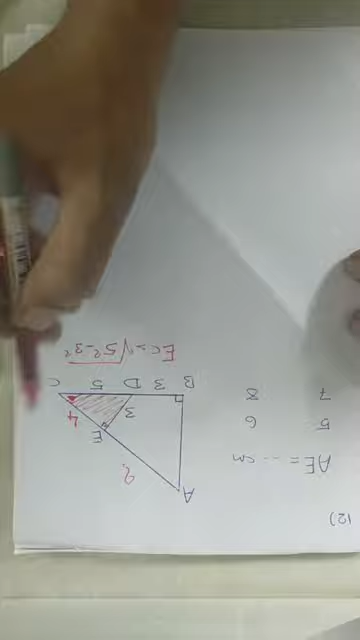 12)
AE = ... cm
5 6
7 8
A
?
E
4
3
B 3 D 5 C
EC = √5² - 3²